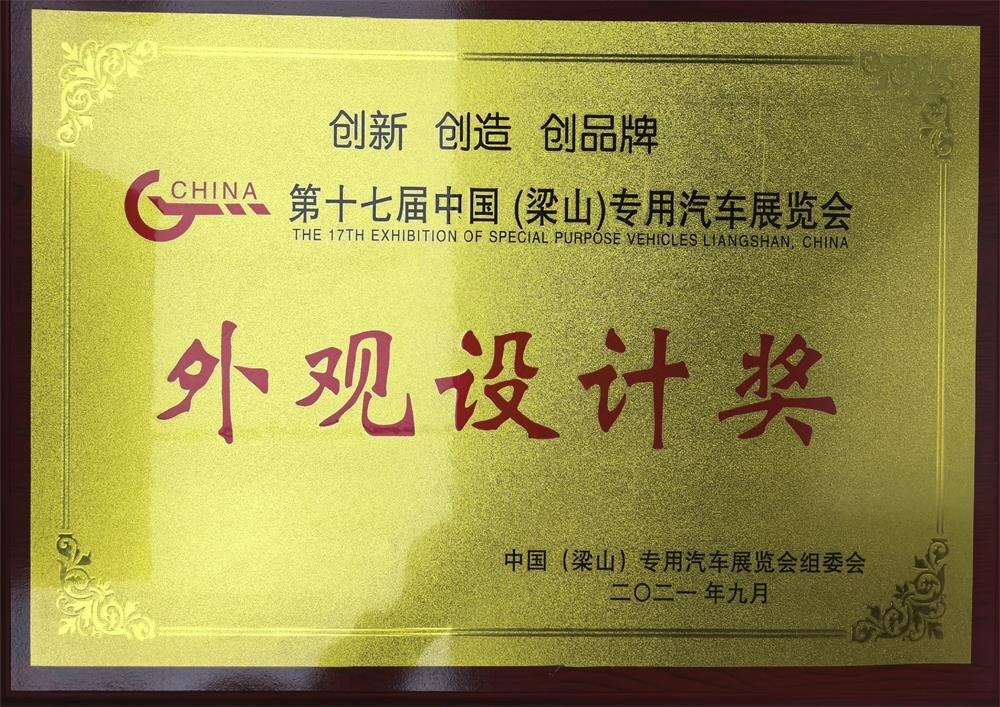 创新 创造 创品牌
CHINA
第十七届中国(梁山)专用汽车展览会
THE 17TH EXHIBITION OF SPECIAL PURPOSE VEHICLES LIANGSHAN, CHINA
外观设计奖
中国（梁山）专用汽车展览会组委会
二〇二一年九月